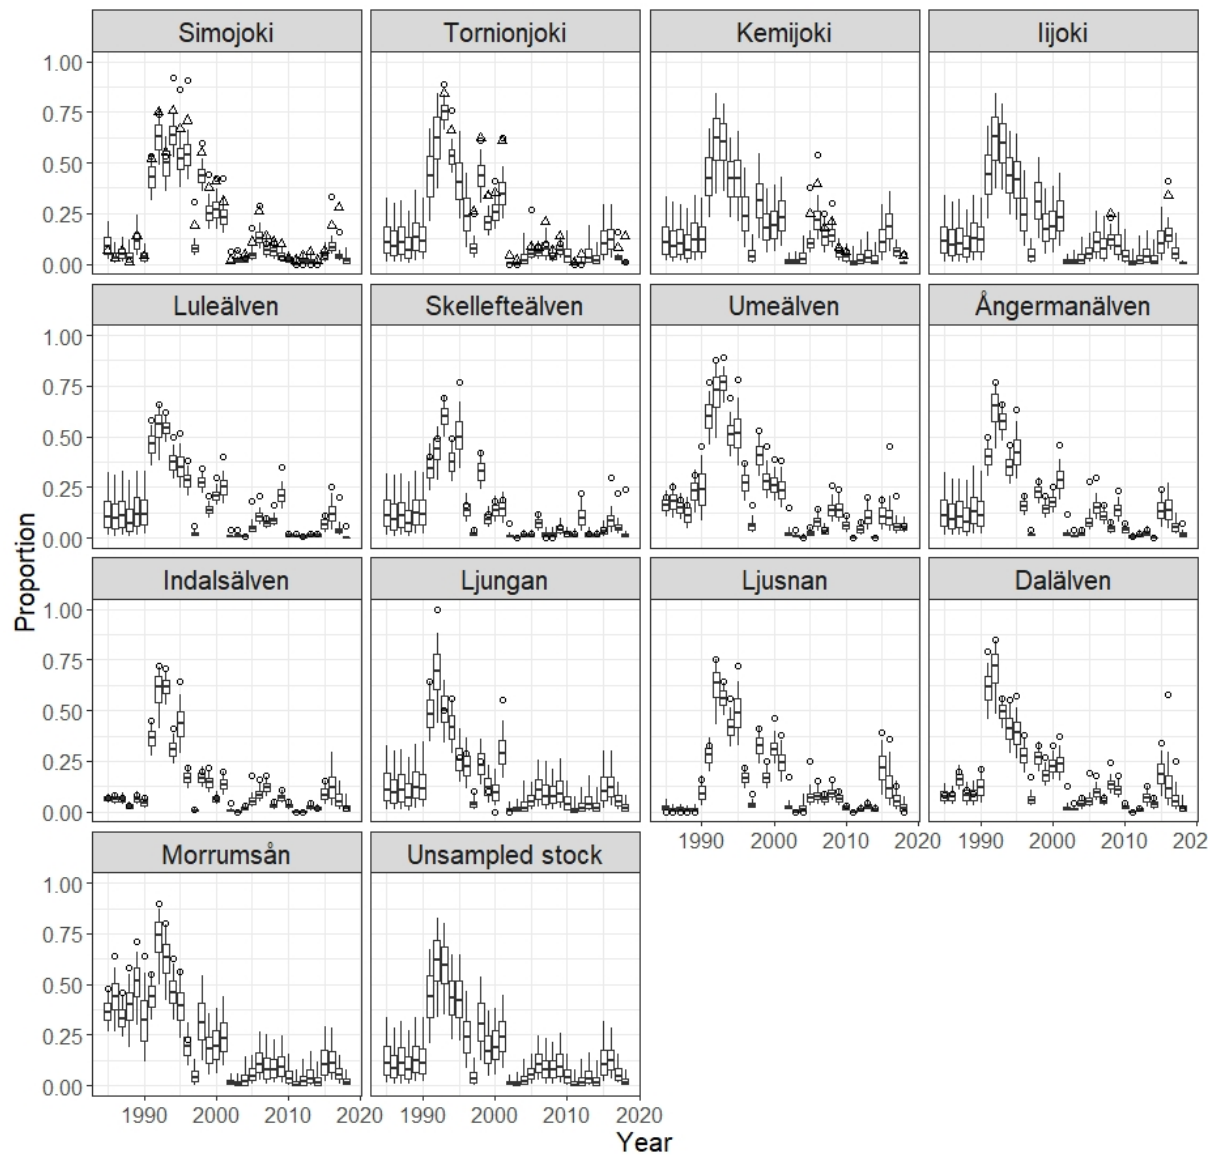 Simojoki Tornionjoki Kemijoki Iijoki
1.00
0.75
0.50
0.25
0.00
Luleälven Skellefteälven Umeälven Ångermanälven
1.00
0.75
0.50
0.25
0.00
Proportion
Indalsälven Ljungan Ljusnan Dalälven
1.00
0.75
0.50
0.25
0.00
1990 2000 2010 2020 1990 2000 2010 202
Morrumsån Unsampled stock
1.00
0.75
0.50
0.25
0.00
1990 2000 2010 2020 1990 2000 2010 2020
Year